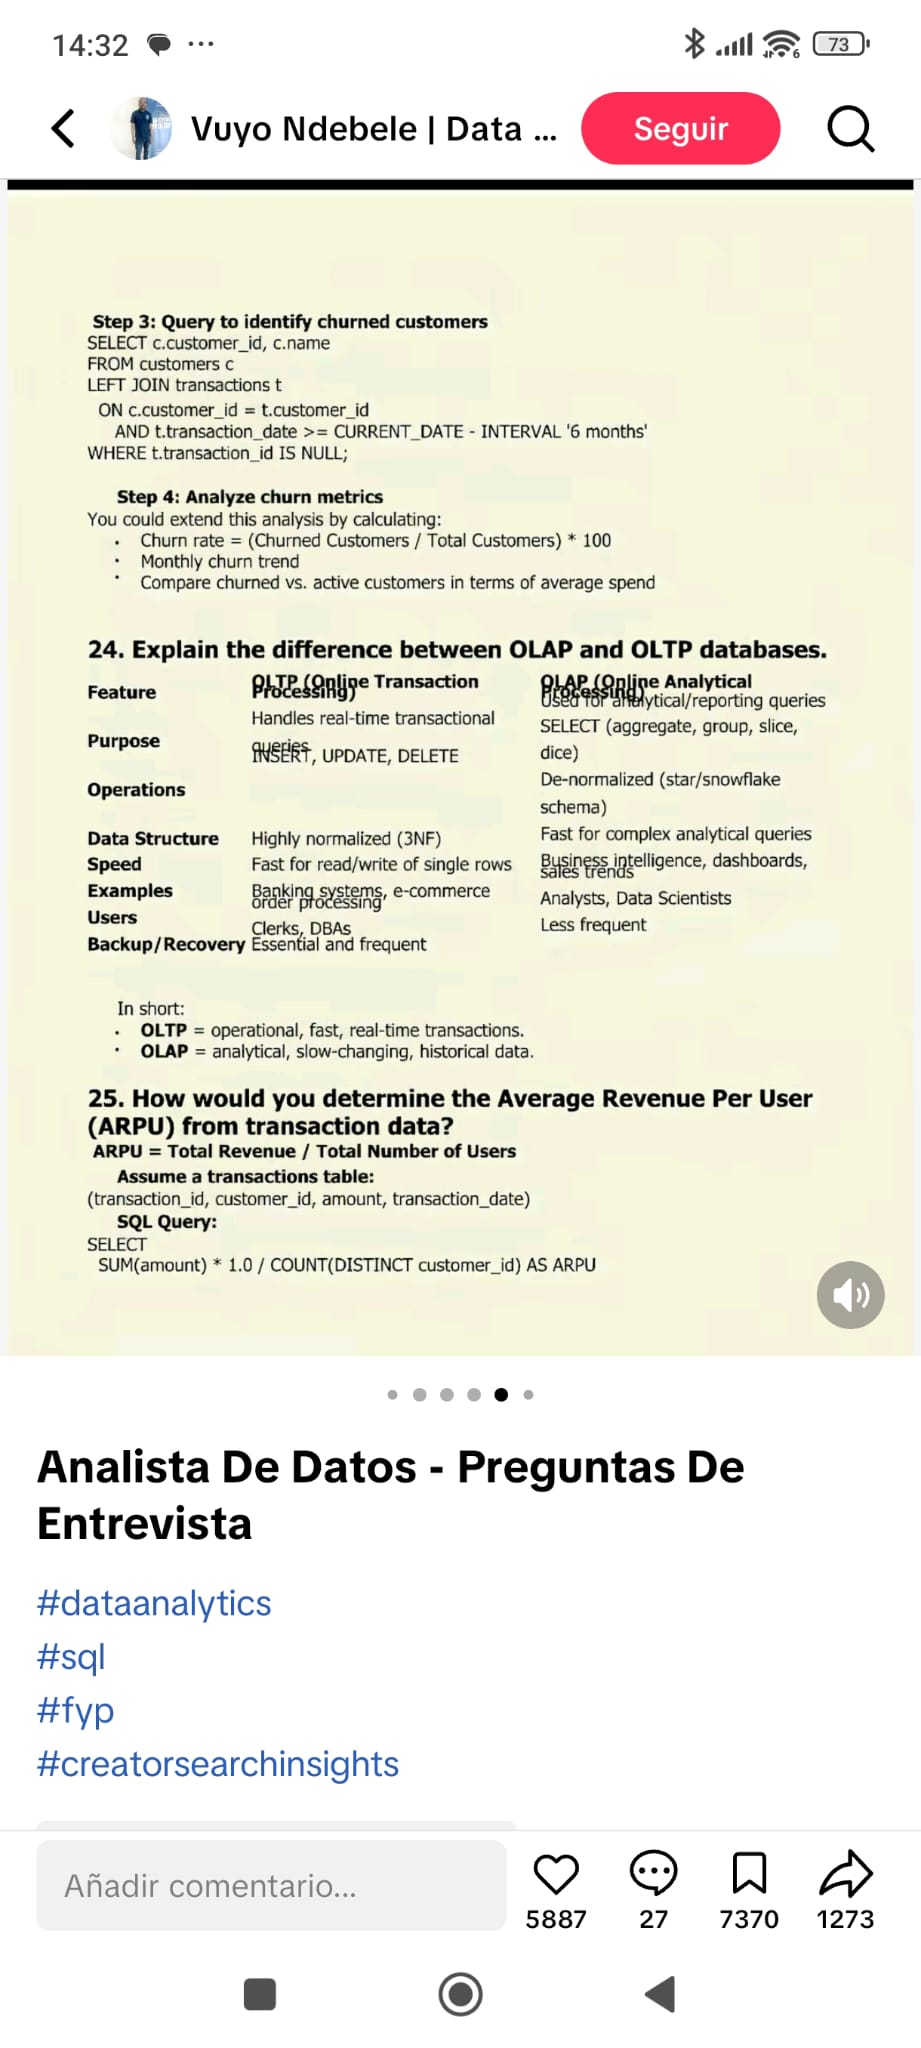 14:32
73
Vuyo Ndebele | Data ...
Seguir
Step 3: Query to identify churned customers
SELECT c.customer_id, c.name
FROM customers c
LEFT JOIN transactions t
ON c.customer_id = t.customer_id
AND t.transaction_date >= CURRENT_DATE - INTERVAL '6 months'
WHERE t.transaction_id IS NULL;
Step 4: Analyze churn metrics
You could extend this analysis by calculating:
• Churn rate = (Churned Customers / Total Customers) * 100
• Monthly churn trend
• Compare churned vs. active customers in terms of average spend
24. Explain the difference between OLAP and OLTP databases.
Feature
Purpose
Operations
Data Structure
Speed
Examples
Users
Backup/Recovery
OLTP (Online Transaction
Processing)
Handles real-time transactional
queries
INSERT, UPDATE, DELETE
Highly normalized (3NF)
Fast for read/write of single rows
Banking systems, e-commerce
order processing
Clerks, DBAs
Essential and frequent
OLAP (Online Analytical
Processing)
Used for analytical/reporting queries
SELECT (aggregate, group, slice,
dice)
De-normalized (star/snowflake
schema)
Fast for complex analytical queries
Business intelligence, dashboards,
sales trends
Analysts, Data Scientists
Less frequent
In short:
• OLTP = operational, fast, real-time transactions.
• OLAP = analytical, slow-changing, historical data.
25. How would you determine the Average Revenue Per User
(ARPU) from transaction data?
ARPU = Total Revenue / Total Number of Users
Assume a transactions table:
(transaction_id, customer_id, amount, transaction_date)
SQL Query:
SELECT
SUM(amount) * 1.0 / COUNT(DISTINCT customer_id) AS ARPU
Analista De Datos - Preguntas De
Entrevista
#dataanalytics
#sql
#fyp
#creatorsearchinsights
Añadir comentario...
5887
27
7370
1273